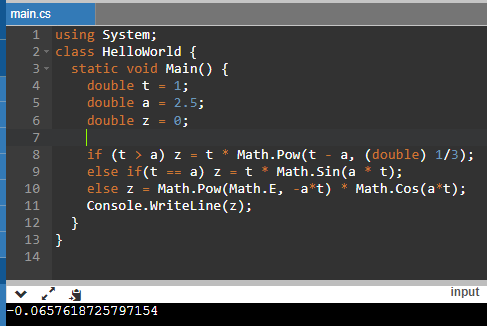 main.cs
1 using System;
2 class HelloWorld {
3 static void Main() {
4 double t = 1;
5 double a = 2.5;
6 double z = 0;
7
8 if (t > a) z = t * Math.Pow(t - a, (double) 1/3);
9 else if(t == a) z = t * Math.Sin(a * t);
10 else z = Math.Pow(Math.E, -a*t) * Math.Cos(a*t);
11 Console.WriteLine(z);
12 }
13 }
14
input
-0.0657618725797154